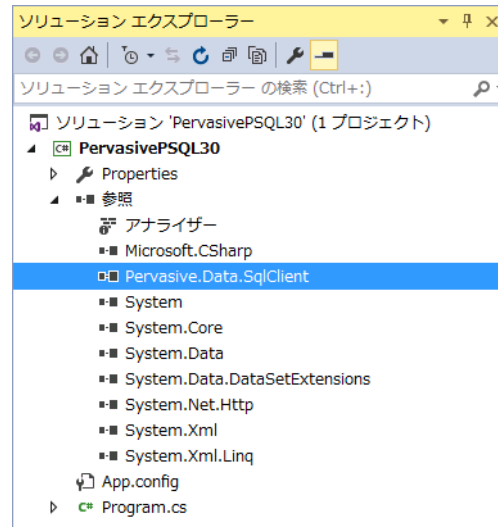 ソリューション エクスプローラー
ソリューション エクスプローラー の検索 (Ctrl+:)
ソリューション 'PervasivePSQL30' (1 プロジェクト)
C# PervasivePSQL30
Properties
参照
アナライザー
Microsoft.CSharp
Pervasive.Data.SqlClient
System
System.Core
System.Data
System.Data.DataSetExtensions
System.Net.Http
System.Xml
System.Xml.Linq
App.config
C# Program.cs